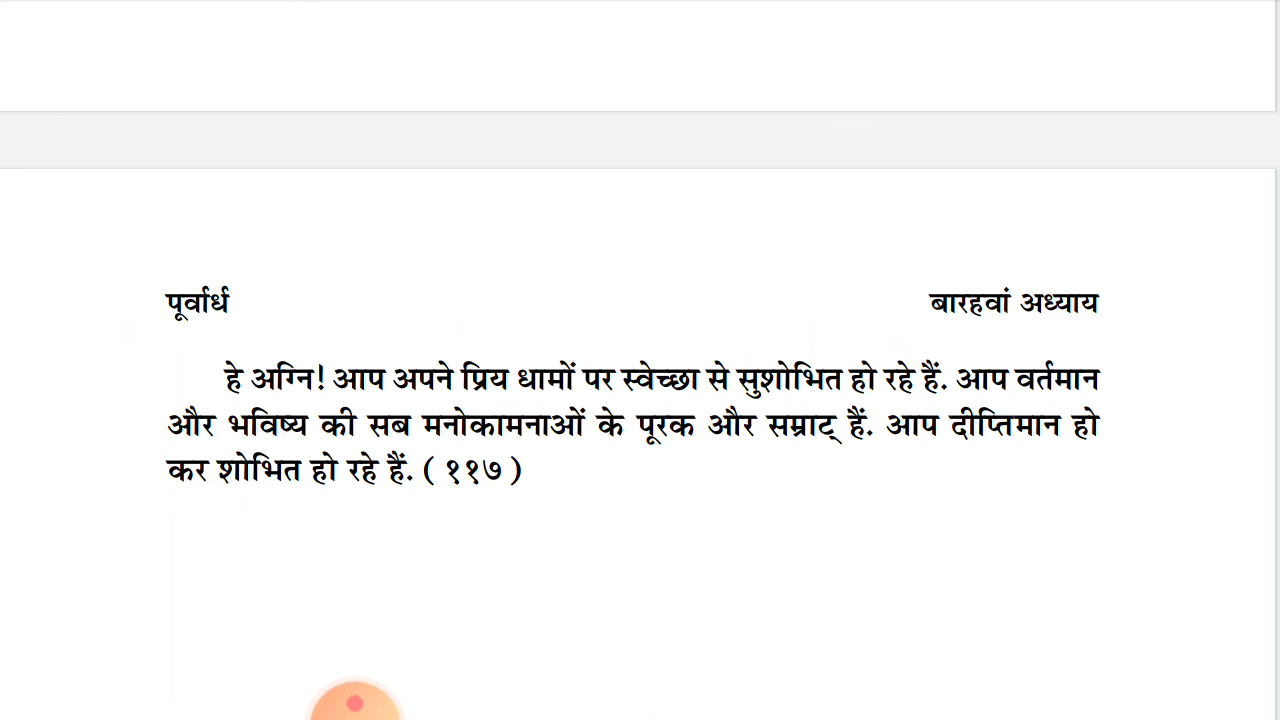 पूर्वार्ध
बारहवां अध्याय
हे अग्नि! आप अपने प्रिय धामों पर स्वेच्छा से सुशोभित हो रहे हैं. आप वर्तमान
और भविष्य की सब मनोकामनाओं के पूरक और सम्राट् हैं. आप दीप्तिमान हो
कर शोभित हो रहे हैं. ( ११७ )